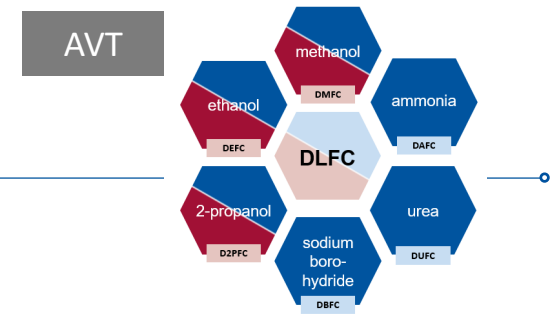 AVT
methanol
DMFC
ethanol
DEFC
ammonia
DAFC
DLFC
2-propanol
D2PFC
urea
DUFC
sodium
boro-
hydride
DBFC